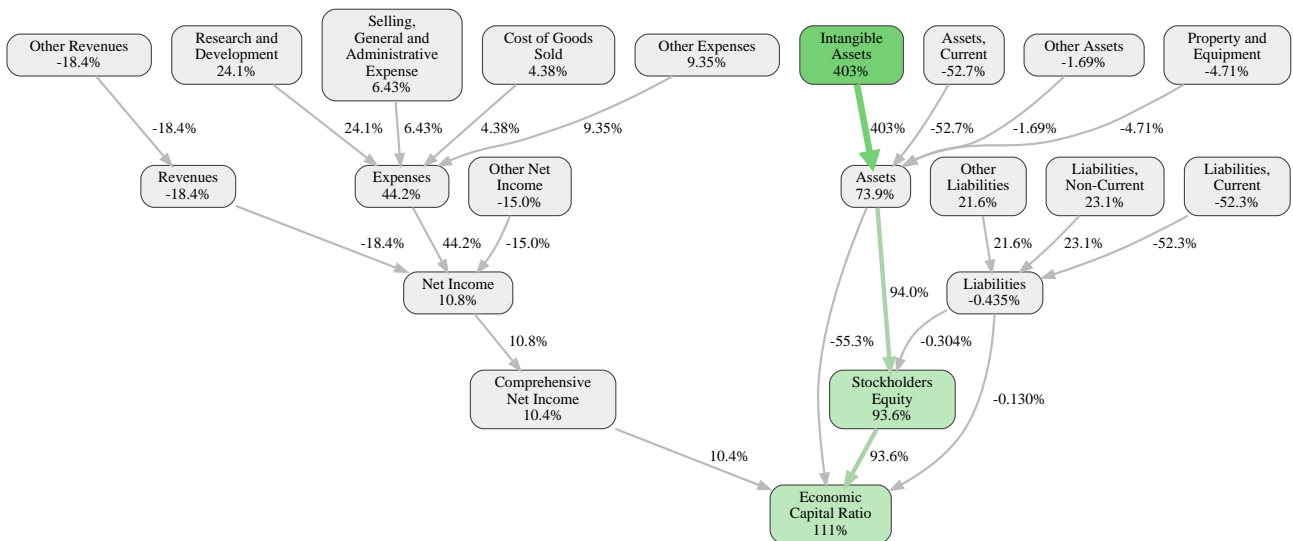 Other Revenues
-18.4%
Research and
Development
24.1%
Selling,
General and
Administrative
Expense
6.43%
Cost of Goods
Sold
4.38%
Other Expenses
9.35%
Intangible
Assets
403%
Assets,
Current
-52.7%
Other Assets
-1.69%
Property and
Equipment
-4.71%
-18.4%
24.1%
6.43%
4.38%
9.35%
403%
-52.7%
-1.69%
-4.71%
Revenues
-18.4%
Expenses
44.2%
Other Net
Income
-15.0%
Assets
73.9%
Other
Liabilities
21.6%
Liabilities,
Non-Current
23.1%
Liabilities,
Current
-52.3%
-18.4%
44.2%
-15.0%
21.6%
23.1%
-52.3%
Net Income
10.8%
94.0%
Liabilities
-0.435%
10.8%
-55.3%
-0.304%
Comprehensive
Net Income
10.4%
Stockholders
Equity
93.6%
-0.130%
10.4%
93.6%
Economic
Capital Ratio
111%